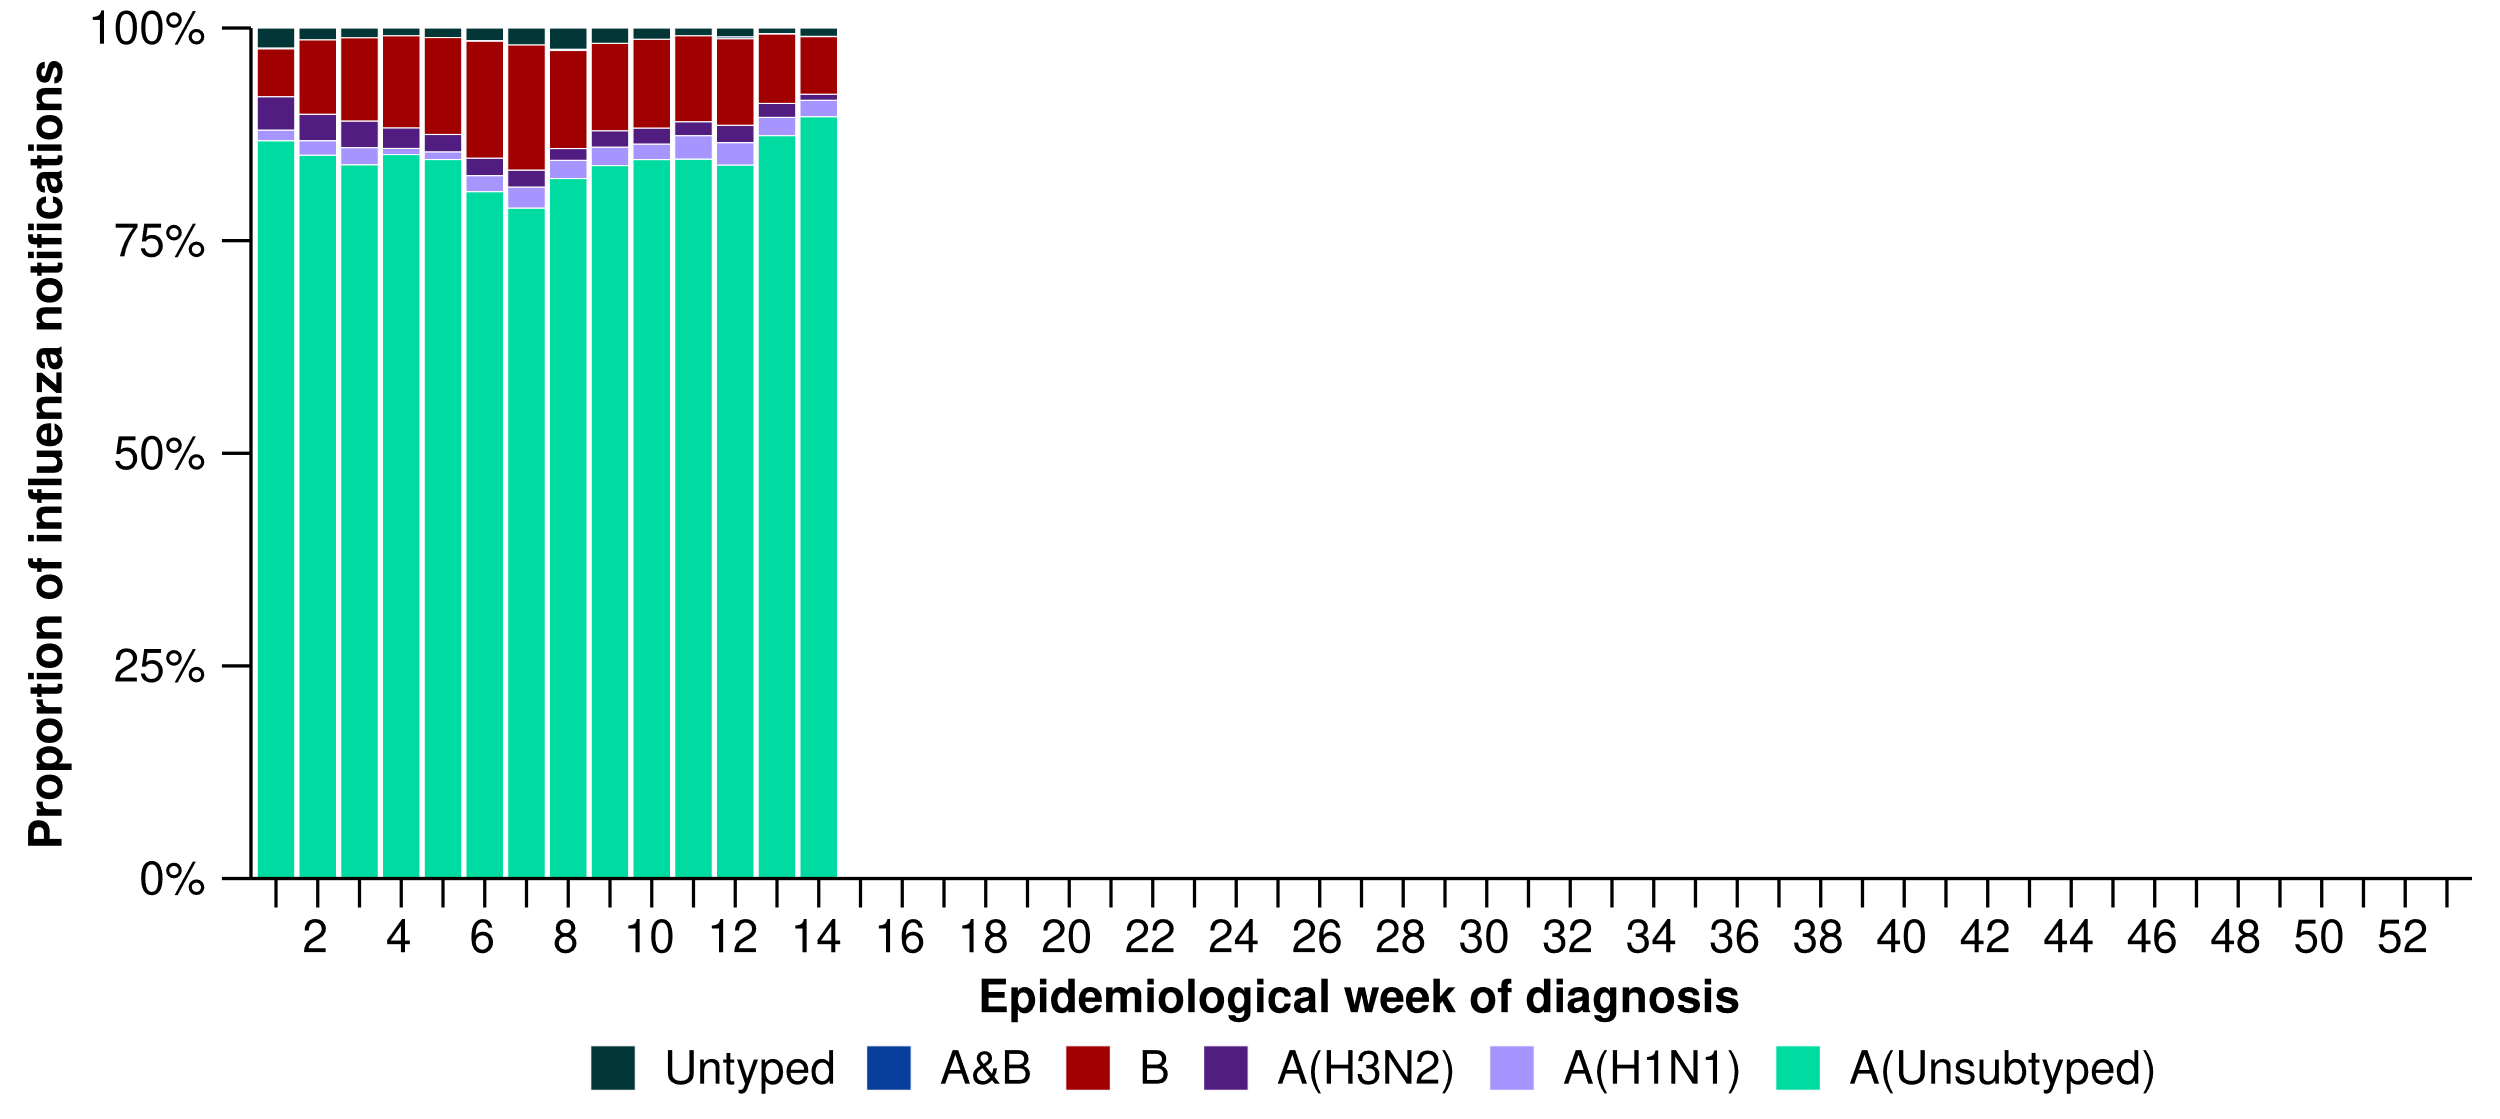 Proportion of influenza notifications
100%
75%
50%
25%
0%
2 4 6 8 10 12 14 16 18 20 22 24 26 28 30 32 34 36 38 40 42 44 46 48 50 52
Epidemiological week of diagnosis
Untyped A&B B A(H3N2) A(H1N1) A(Unsubtyped)